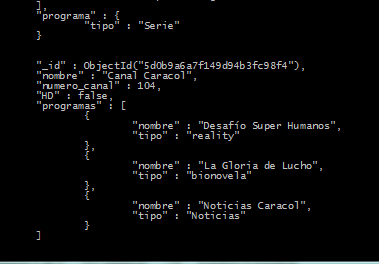 ],
"programa" : {
"tipo" : "Serie"
}
"_id" : ObjectId("5d0b9a6a7f149d94b3fc98f4"),
"nombre" : "Canal Caracol",
"numero_canal" : 104,
"HD" : false,
"programas" : [
{
"nombre" : "Desafío Super Humanos",
"tipo" : "reality"
},
{
"nombre" : "La Gloria de Lucho",
"tipo" : "bionovela"
},
{
"nombre" : "Noticias Caracol",
"tipo" : "Noticias"
}
]